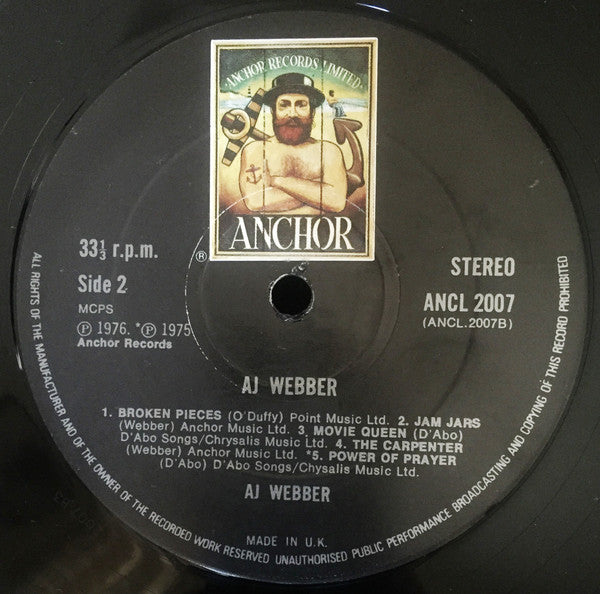 ANCHOR RECORDS LIMITED
ANCHOR
®
33⅓ r.p.m.
Side 2
MCPS
℗ 1976. *℗ 1975
Anchor Records
STEREO
ANCL 2007
(ANCL.2007B)
AJ WEBBER
1. BROKEN PIECES (O'Duffy) Point Music Ltd. 2. JAM JARS
(Webber) Anchor Music Ltd. 3. MOVIE QUEEN (D'Abo)
D'Abo Songs/Chrysalis Music Ltd. 4. THE CARPENTER
(Webber) Anchor Music Ltd. *5. POWER OF PRAYER
(D'Abo) D'Abo Songs/Chrysalis Music Ltd.
AJ WEBBER
MADE IN U.K.
ALL RIGHTS OF THE MANUFACTURER AND OF THE OWNER OF THE RECORDED WORK RESERVED UNAUTHORISED PUBLIC PERFORMANCE BROADCASTING AND COPYING OF THIS RECORD PROHIBITED